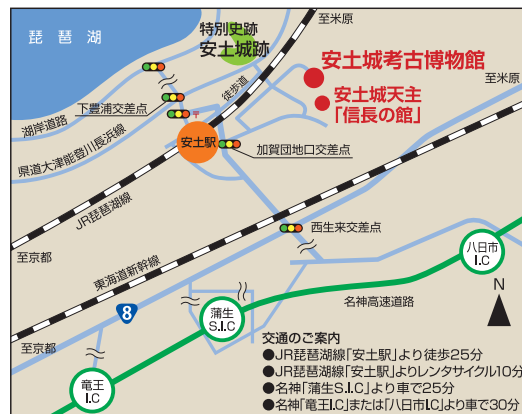 琵琶湖
特別史跡
安土城跡
至米原
安土城考古博物館
至米原
安土城天主
「信長の館」
徒歩道
下豊浦交差点
湖岸道路
県道大津能登川長浜線
〒
安土駅
加賀団地口交差点
JR琵琶湖線
西生来交差点
至京都
東海道新幹線
八日市
I.C
8
蒲生
S.I.C
名神高速道路
N
至京都
竜王
I.C
交通のご案内
●JR琵琶湖線「安土駅」より徒歩25分
●JR琵琶湖線「安土駅」よりレンタサイクル10分
●名神「蒲生S.I.C」より車で25分
●名神「竜王I.C」または「八日市I.C」より車で30分